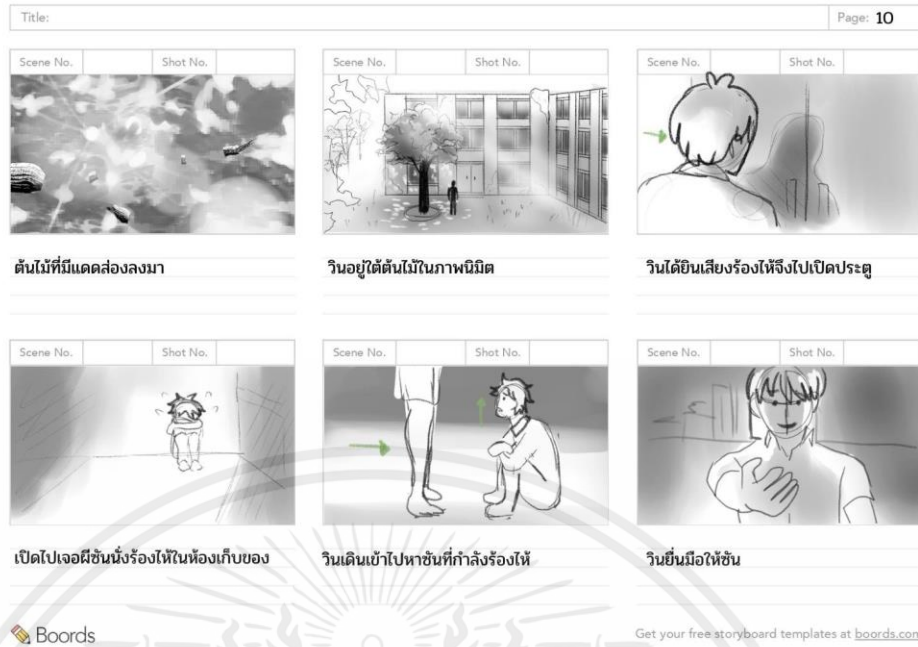 Title:
Page: 10
Scene No. Shot No.
Scene No. Shot No.
Scene No. Shot No.
ต้นไม้ที่มีแดดส่องลงมา
วินอยู่ใต้ต้นไม้ในภาพนิมิต
วินได้ยินเสียงร้องไห้จึงไปเปิดประตู
Scene No. Shot No.
Scene No. Shot No.
Scene No. Shot No.
เปิดไปเจอผีซันนั่งร้องไห้ในห้องเก็บของ
วินเดินเข้าไปหาซันที่กำลังร้องไห้
วินยื่นมือให้ซัน
Boords
Get your free storyboard templates at boords.com